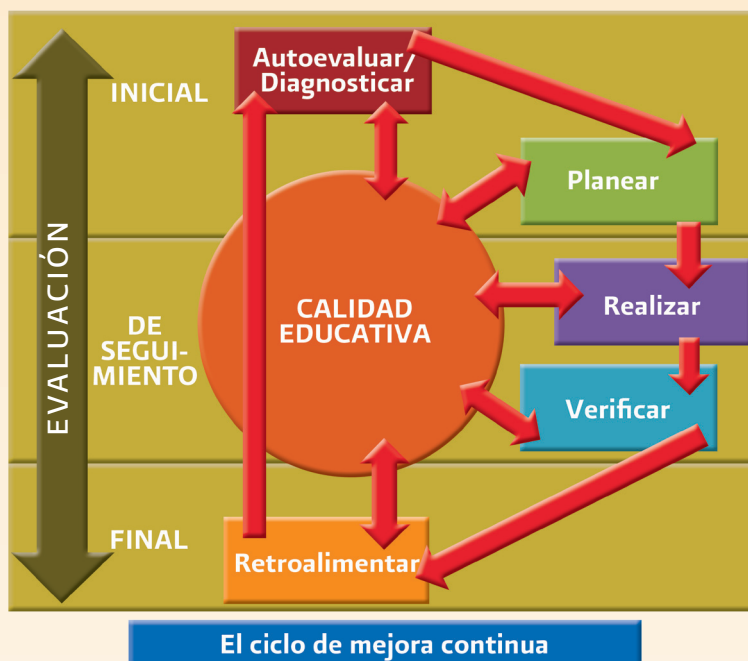 EVALUACIÓN
INICIAL
Autoevaluar/
Diagnosticar
Planear
DE
SEGUI-
MIENTO
CALIDAD
EDUCATIVA
Realizar
Verificar
FINAL
Retroalimentar
El ciclo de mejora continua